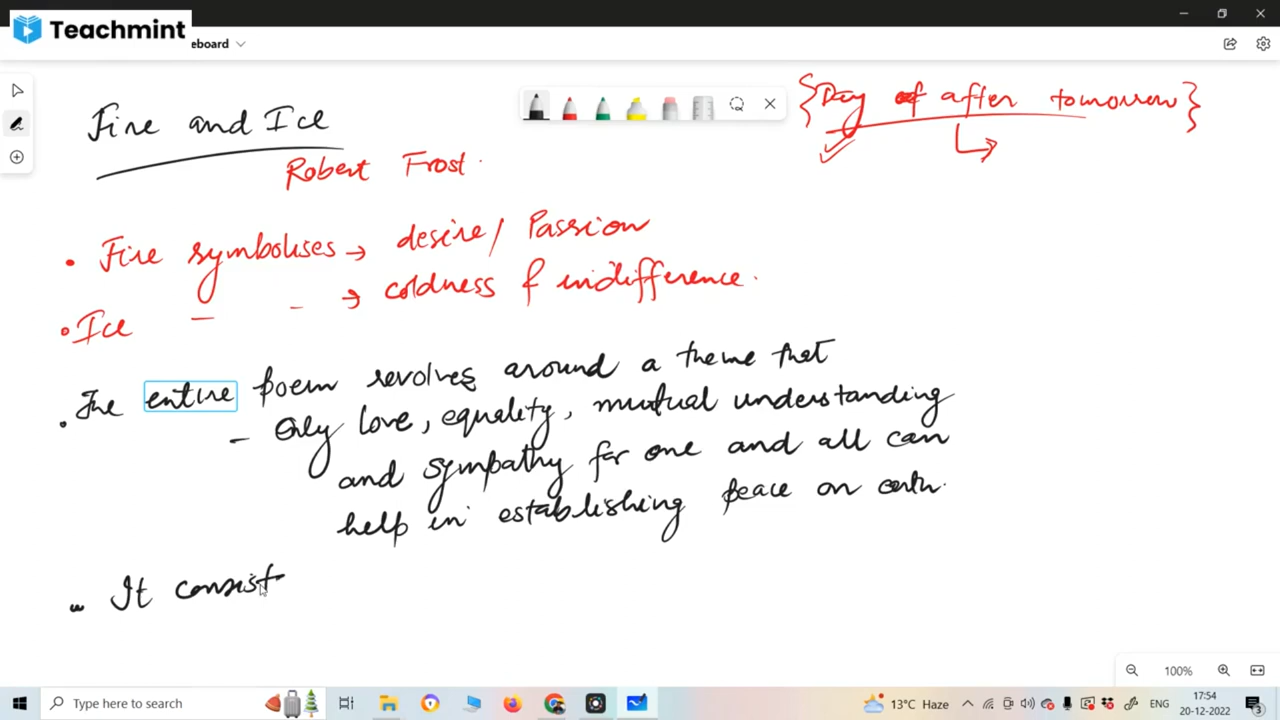 Teachmint
eboard
{Day of after tomorrow}
Fire and Ice
Robert Frost.
• Fire symbolises → desire/ Passion
• Ice - - → coldness & indifference.
• The entire poem revolves around a theme that
- Only love, equality, mutual understanding
and sympathy for one and all can
help in establishing peace on earth.
It consist
100%
Type here to search
13°C Haze
ENG
17:54
20-12-2022
3